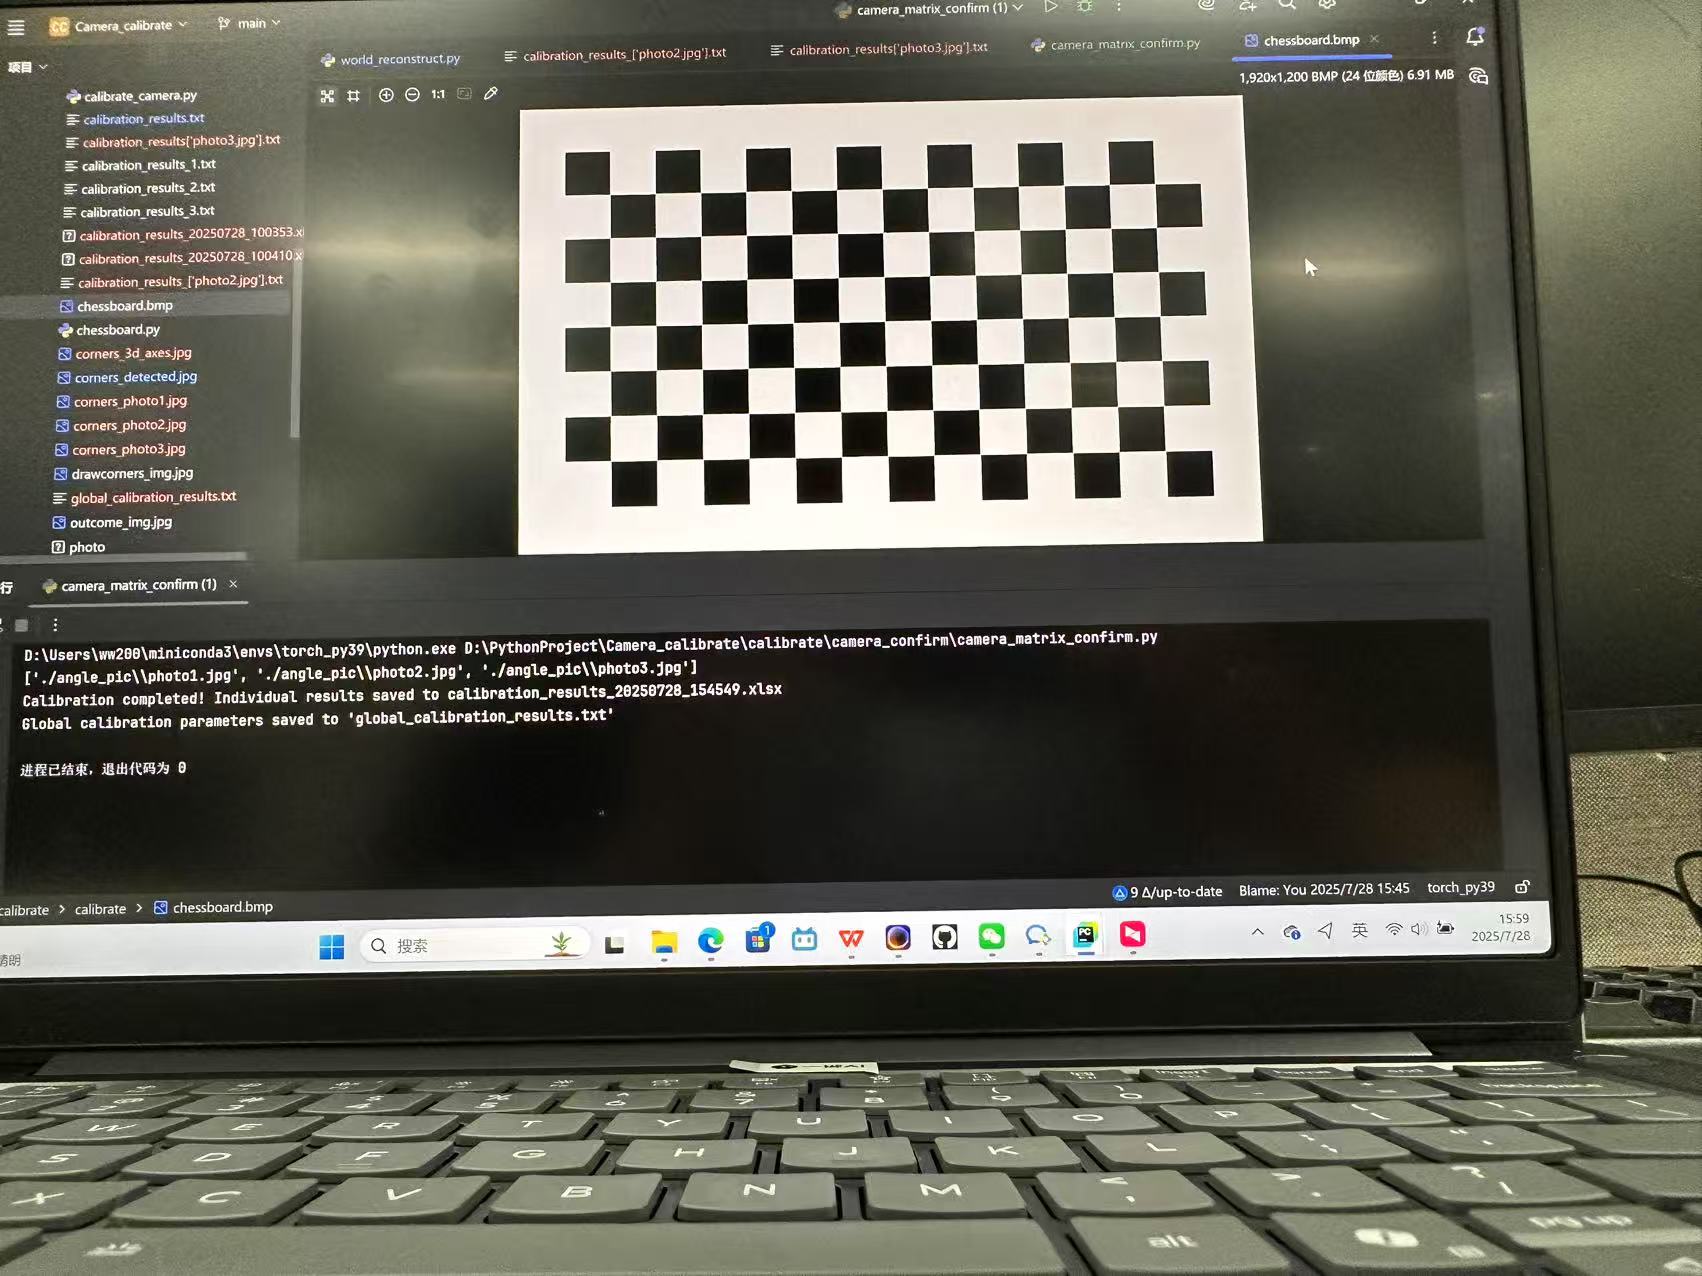 CC Camera_calibrate main camera_matrix_confirm (1)
项目
world_reconstruct.py calibration_results_['photo2.jpg'].txt calibration_results['photo3.jpg'].txt camera_matrix_confirm.py chessboard.bmp
1:1 1,920x1,200 BMP (24 位颜色) 6.91 MB
calibrate_camera.py
calibration_results.txt
calibration_results['photo3.jpg'].txt
calibration_results_1.txt
calibration_results_2.txt
calibration_results_3.txt
calibration_results_20250728_100353.xl
calibration_results_20250728_100410.x
calibration_results_['photo2.jpg'].txt
chessboard.bmp
chessboard.py
corners_3d_axes.jpg
corners_detected.jpg
corners_photo1.jpg
corners_photo2.jpg
corners_photo3.jpg
drawcorners_img.jpg
global_calibration_results.txt
outcome_img.jpg
photo
行 camera_matrix_confirm (1)
D:\Users\ww200\miniconda3\envs\torch_py39\python.exe D:\PythonProject\Camera_calibrate\calibrate\camera_confirm\camera_matrix_confirm.py
['./angle_pic\\photo1.jpg', './angle_pic\\photo2.jpg', './angle_pic\\photo3.jpg']
Calibration completed! Individual results saved to calibration_results_20250728_154549.xlsx
Global calibration parameters saved to 'global_calibration_results.txt'
进程已结束，退出代码为 0
9 Δ/up-to-date Blame: You 2025/7/28 15:45 torch_py39
calibrate > calibrate > chessboard.bmp
晴朗 搜索 1 PC 英 15:59
2025/7/28
W E R T Y U I O P
S D F G H J K L
X C V B N M
alt pg up